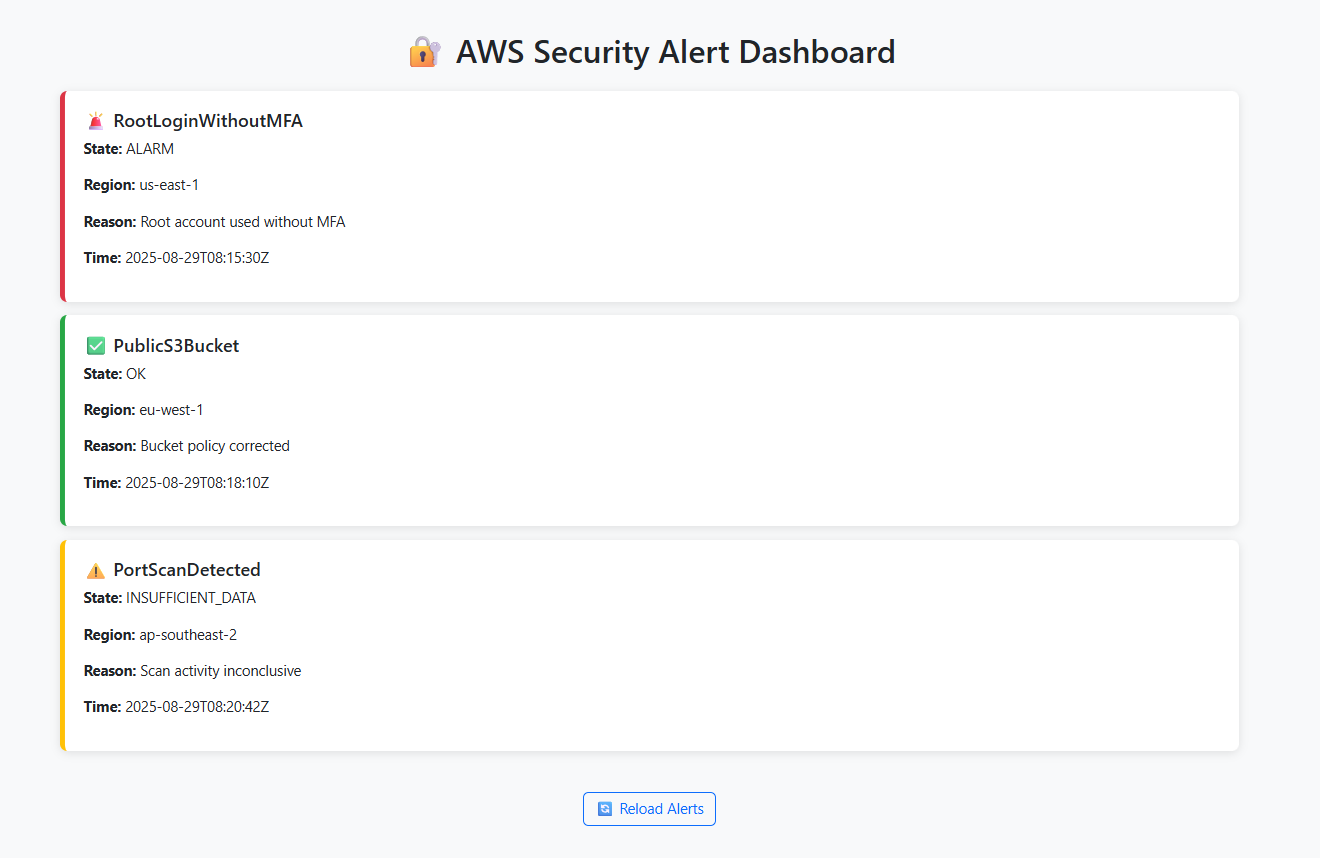 🔐 AWS Security Alert Dashboard
🚨 RootLoginWithoutMFA
State: ALARM
Region: us-east-1
Reason: Root account used without MFA
Time: 2025-08-29T08:15:30Z
✅ PublicS3Bucket
State: OK
Region: eu-west-1
Reason: Bucket policy corrected
Time: 2025-08-29T08:18:10Z
⚠️ PortScanDetected
State: INSUFFICIENT_DATA
Region: ap-southeast-2
Reason: Scan activity inconclusive
Time: 2025-08-29T08:20:42Z
🔄 Reload Alerts